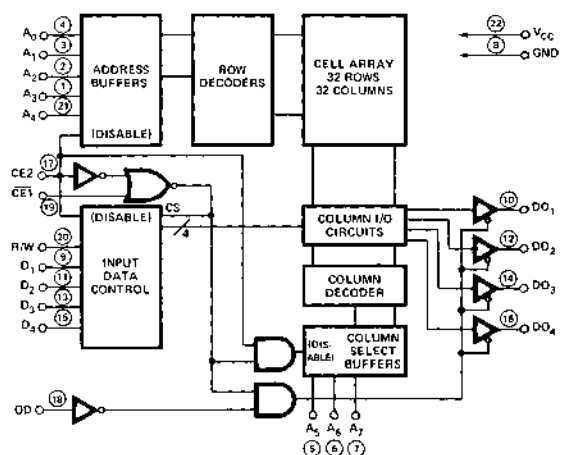 A0 4
A1 3
A2 2
A3 1
A4 21
ADDRESS
BUFFERS
(DISABLE)
ROW
DECODERS
CELL ARRAY
32 ROWS
32 COLUMNS
22 VCC
8 GND
CE2 17
CE1 19
(DISABLE)
CS
4
R/W 20
D1 9
D2 11
D3 13
D4 15
INPUT
DATA
CONTROL
COLUMN I/O
CIRCUITS
COLUMN
DECODER
(DIS-
ABLE)
COLUMN
SELECT
BUFFERS
10 DO1
12 DO2
14 DO3
16 DO4
OD 18
A5 A6 A7
5 6 7